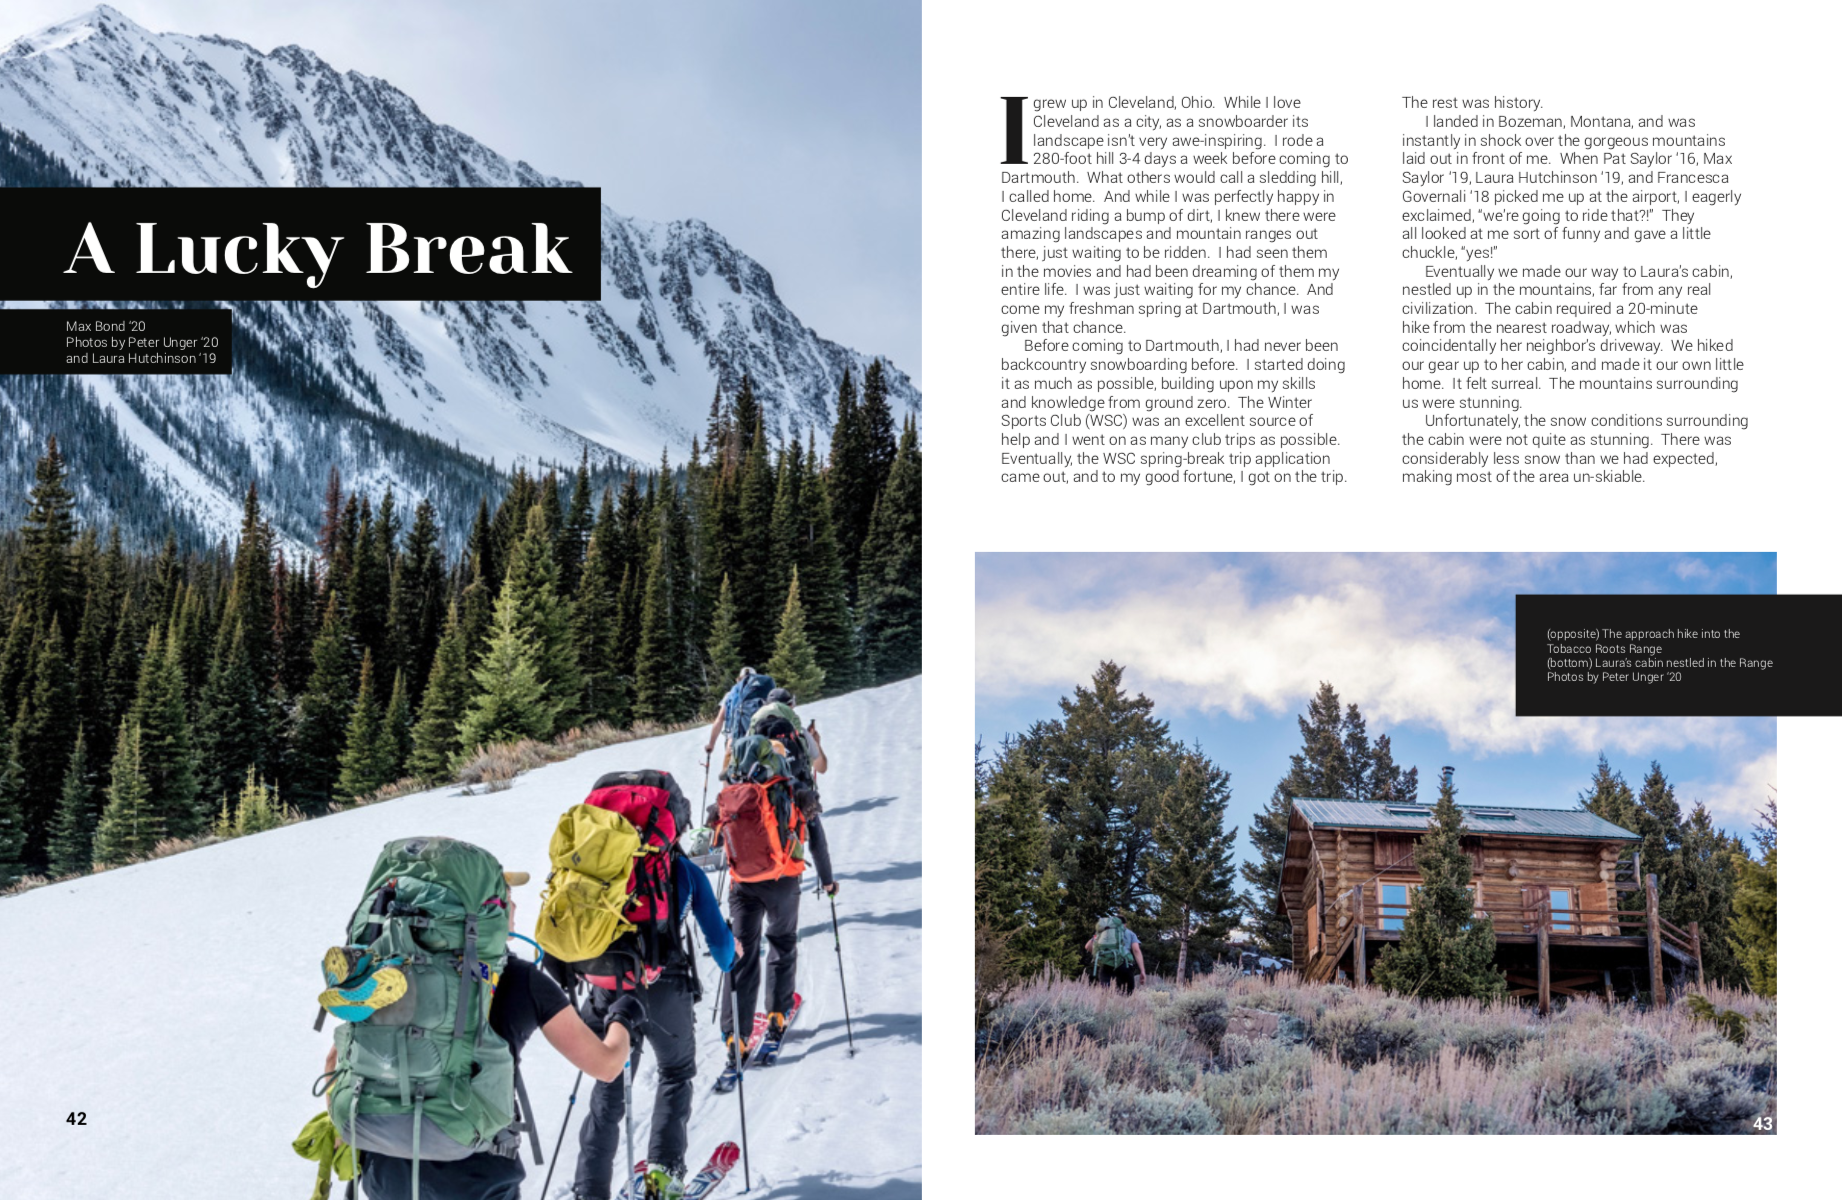 A Lucky Break
Max Bond ‘20
Photos by Peter Unger ‘20
and Laura Hutchinson ‘19
42
I grew up in Cleveland, Ohio.  While I love
Cleveland as a city, as a snowboarder its
landscape isn’t very awe-inspiring.  I rode a
280-foot hill 3-4 days a week before coming to
Dartmouth.  What others would call a sledding hill,
I called home.  And while I was perfectly happy in
Cleveland riding a bump of dirt, I knew there were
amazing landscapes and mountain ranges out
there, just waiting to be ridden.  I had seen them
in the movies and had been dreaming of them my
entire life.  I was just waiting for my chance.  And
come my freshman spring at Dartmouth, I was
given that chance.
Before coming to Dartmouth, I had never been
backcountry snowboarding before.  I started doing
it as much as possible, building upon my skills
and knowledge from ground zero.  The Winter
Sports Club (WSC) was an excellent source of
help and I went on as many club trips as possible.
Eventually, the WSC spring-break trip application
came out, and to my good fortune, I got on the trip.
The rest was history.
I landed in Bozeman, Montana, and was
instantly in shock over the gorgeous mountains
laid out in front of me.  When Pat Saylor ‘16, Max
Saylor ‘19, Laura Hutchinson ‘19, and Francesca
Governali ‘18 picked me up at the airport, I eagerly
exclaimed, “we’re going to ride that?!”  They
all looked at me sort of funny and gave a little
chuckle, “yes!”
Eventually we made our way to Laura’s cabin,
nestled up in the mountains, far from any real
civilization.  The cabin required a 20-minute
hike from the nearest roadway, which was
coincidentally her neighbor’s driveway.  We hiked
our gear up to her cabin, and made it our own little
home.  It felt surreal.  The mountains surrounding
us were stunning.
Unfortunately, the snow conditions surrounding
the cabin were not quite as stunning.  There was
considerably less snow than we had expected,
making most of the area un-skiable.
(opposite) The approach hike into the
Tobacco Roots Range
(bottom) Laura’s cabin nestled in the Range
Photos by Peter Unger ‘20
43